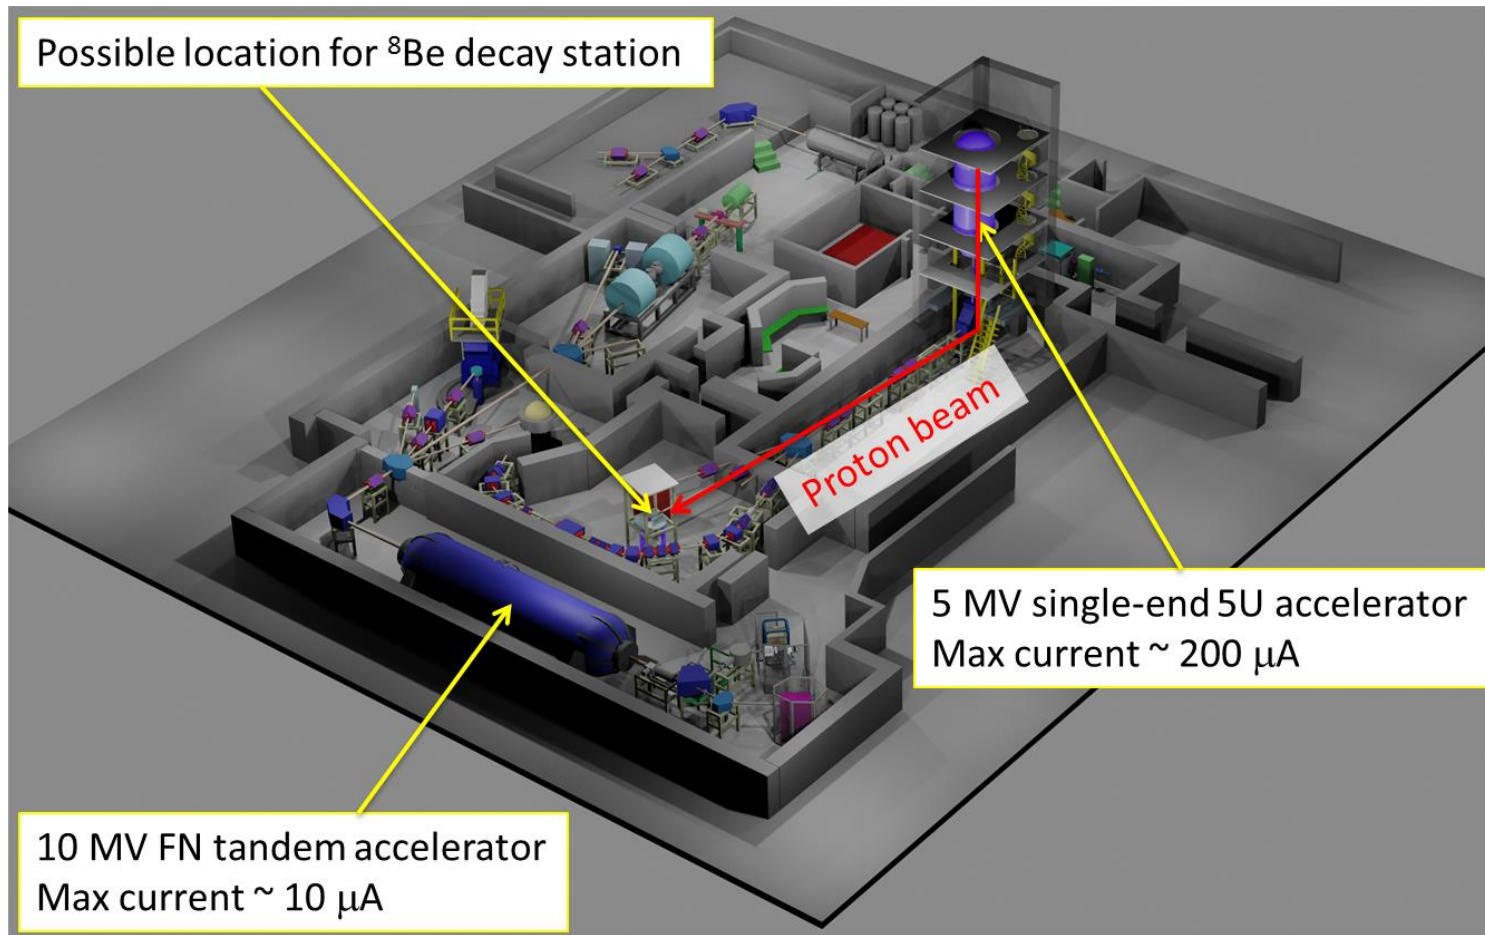 Possible location for ⁸Be decay station
Proton beam
5 MV single-end 5U accelerator
Max current ~ 200 μA
10 MV FN tandem accelerator
Max current ~ 10 μA